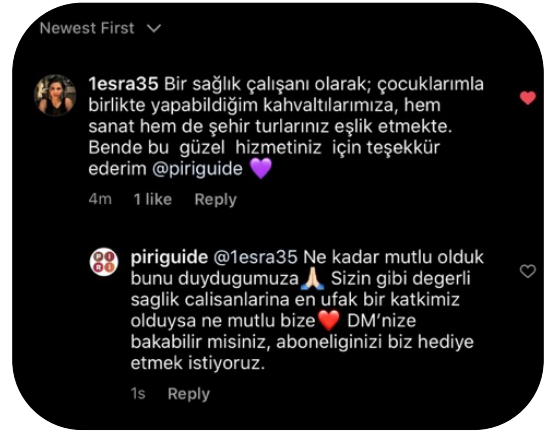 Newest First
1esra35 Bir sağlık çalışanı olarak; çocuklarımla
birlikte yapabildiğim kahvaltılarımıza, hem
sanat hem de şehir turlarınız eşlik etmekte.
Bende bu güzel hizmetiniz için teşekkür
ederim @piriguide 💜
4m 1 like Reply
PI
RI
piriguide @1esra35 Ne kadar mutlu olduk
bunu duydugumuza🙏🏻 Sizin gibi degerli
saglik calisanlarina en ufak bir katkimiz
olduysa ne mutlu bize❤️ DM’nize
bakabilir misiniz, aboneliginizi biz hediye
etmek istiyoruz.
1s Reply